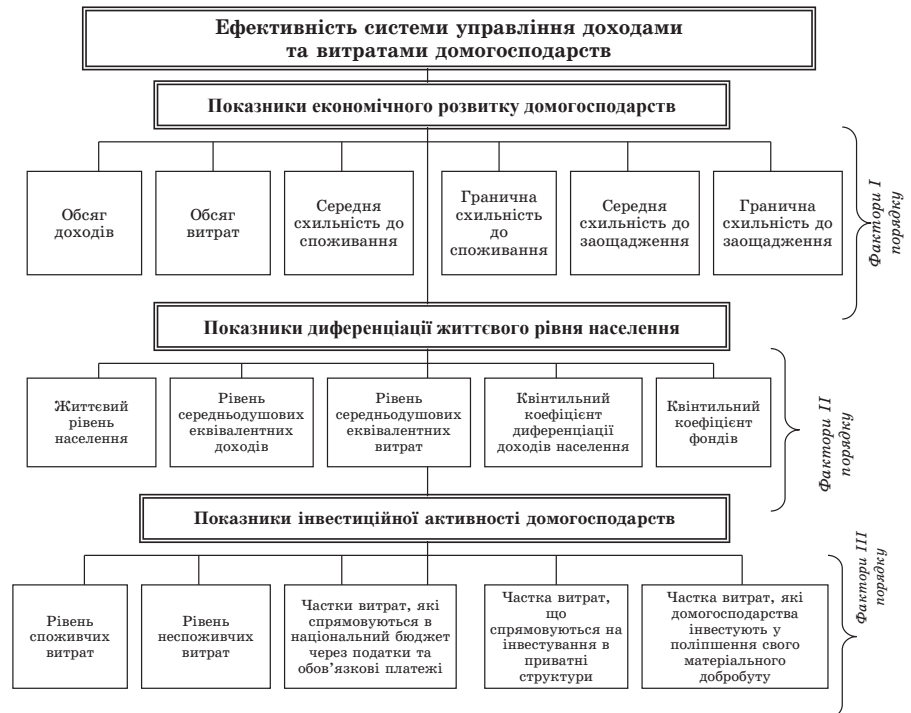 Ефективність системи управління доходами
та витратами домогосподарств
Показники економічного розвитку домогосподарств
Обсяг
доходів
Обсяг
витрат
Середня
схильність до
споживання
Гранична
схильність
до
споживання
Середня
схильність до
заощадження
Гранична
схильність до
заощадження
Фактори I
порядку
Показники диференціації життєвого рівня населення
Життєвий
рівень
населення
Рівень
середньодушових
еквівалентних
доходів
Рівень
середньодушових
еквівалентних
витрат
Квінтильний
коефіцієнт
диференціації
доходів населення
Квінтильний
коефіцієнт
фондів
Фактори II
порядку
Показники інвестиційної активності домогосподарств
Рівень
споживчих
витрат
Рівень
неспоживчих
витрат
Частки витрат, які
спрямовуються в
національний бюджет
через податки та
обов’язкові платежі
Частка витрат,
що
спрямовуються на
інвестування в
приватні
структури
Частка витрат, які
домогосподарства
інвестують у
поліпшення свого
матеріального
добробуту
Фактори III
порядку